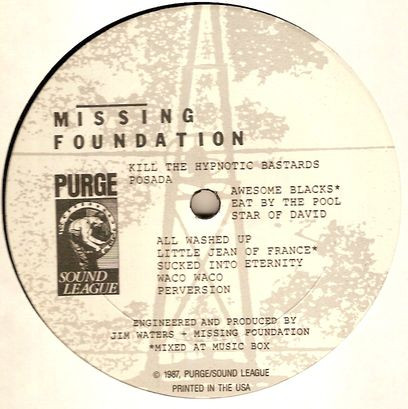 MISSING
FOUNDATION
KILL THE HYPNOTIC BASTARDS
POSADA
PURGE
AWESOME BLACKS*
EAT BY THE POOL
STAR OF DAVID
SOUND
LEAGUE
ALL WASHED UP
LITTLE JEAN OF FRANCE*
SUCKED INTO ETERNITY
WACO WACO
PERVERSION
ENGINEERED AND PRODUCED BY
JIM WATERS + MISSING FOUNDATION
*MIXED AT MUSIC BOX
© 1987, PURGE/SOUND LEAGUE
PRINTED IN THE USA